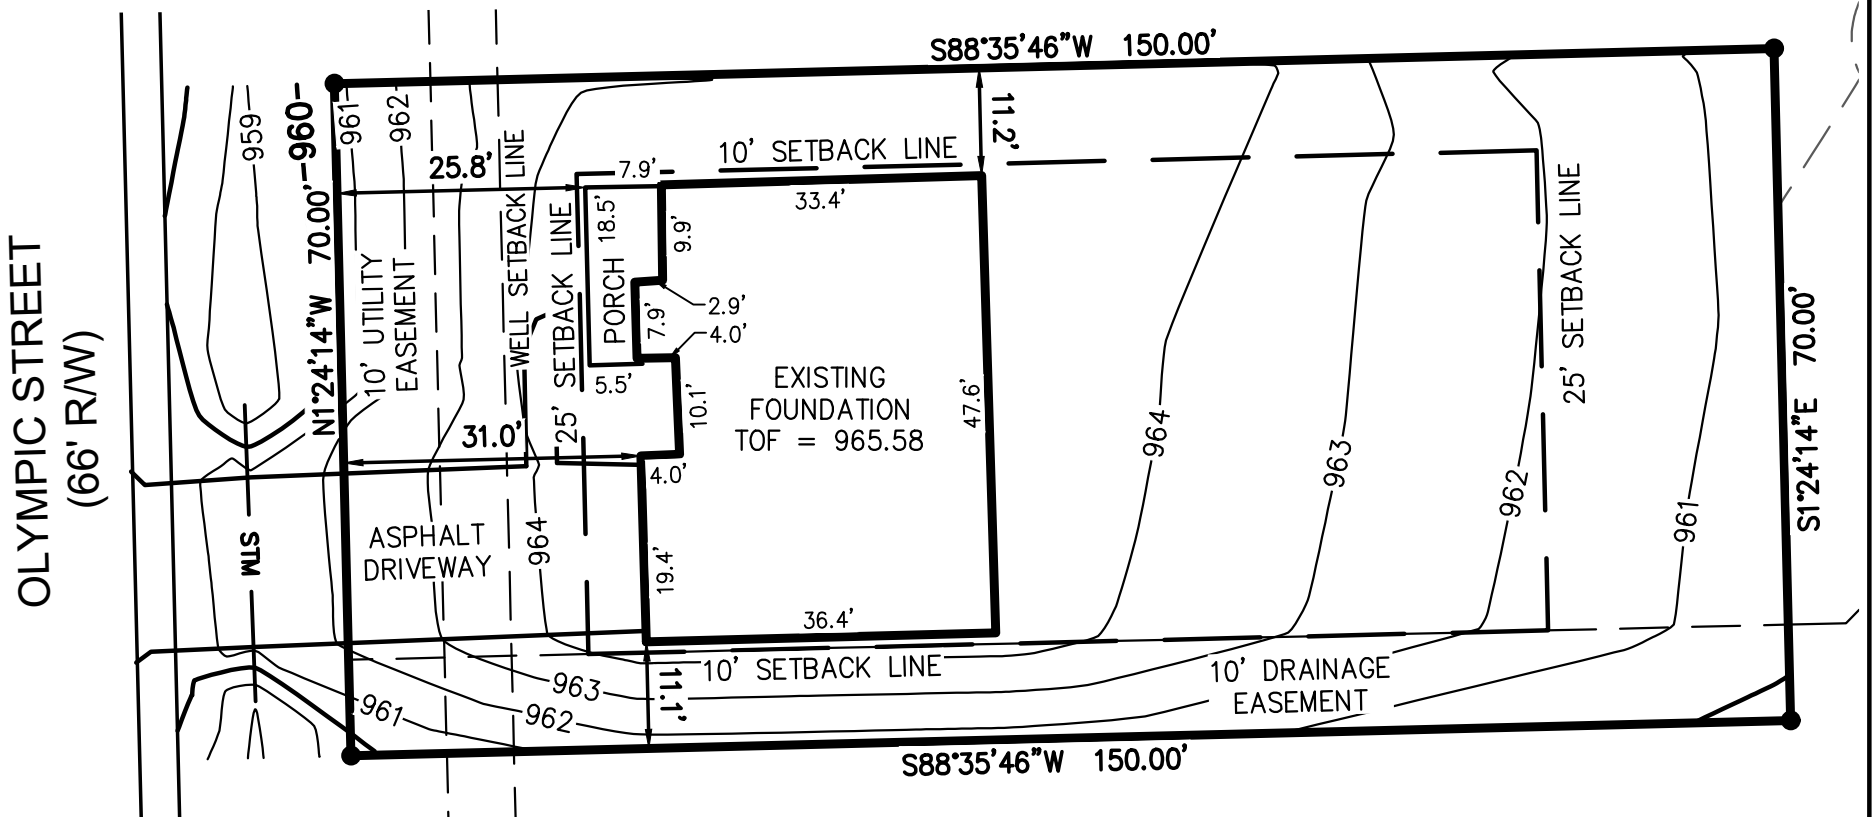 S88°35'46"W 150.00'
959
960
961
962
11.2'
10' SETBACK LINE
25.8'
7.9'
33.4'
N1°24'14"W 70.00'
10' UTILITY
EASEMENT
WELL SETBACK LINE
25' SETBACK LINE
PORCH 18.5'
9.9'
2.9'
7.9'
4.0'
5.5'
10.1'
EXISTING
FOUNDATION
TOF = 965.58
47.6'
OLYMPIC STREET
(66' R/W)
31.0'
4.0'
964
963
962
961
25' SETBACK LINE
S1°24'14"E 70.00'
STM
ASPHALT
DRIVEWAY
964
19.4'
36.4'
10' SETBACK LINE
10' DRAINAGE
EASEMENT
11.1'
963
962
961
S88°35'46"W 150.00'